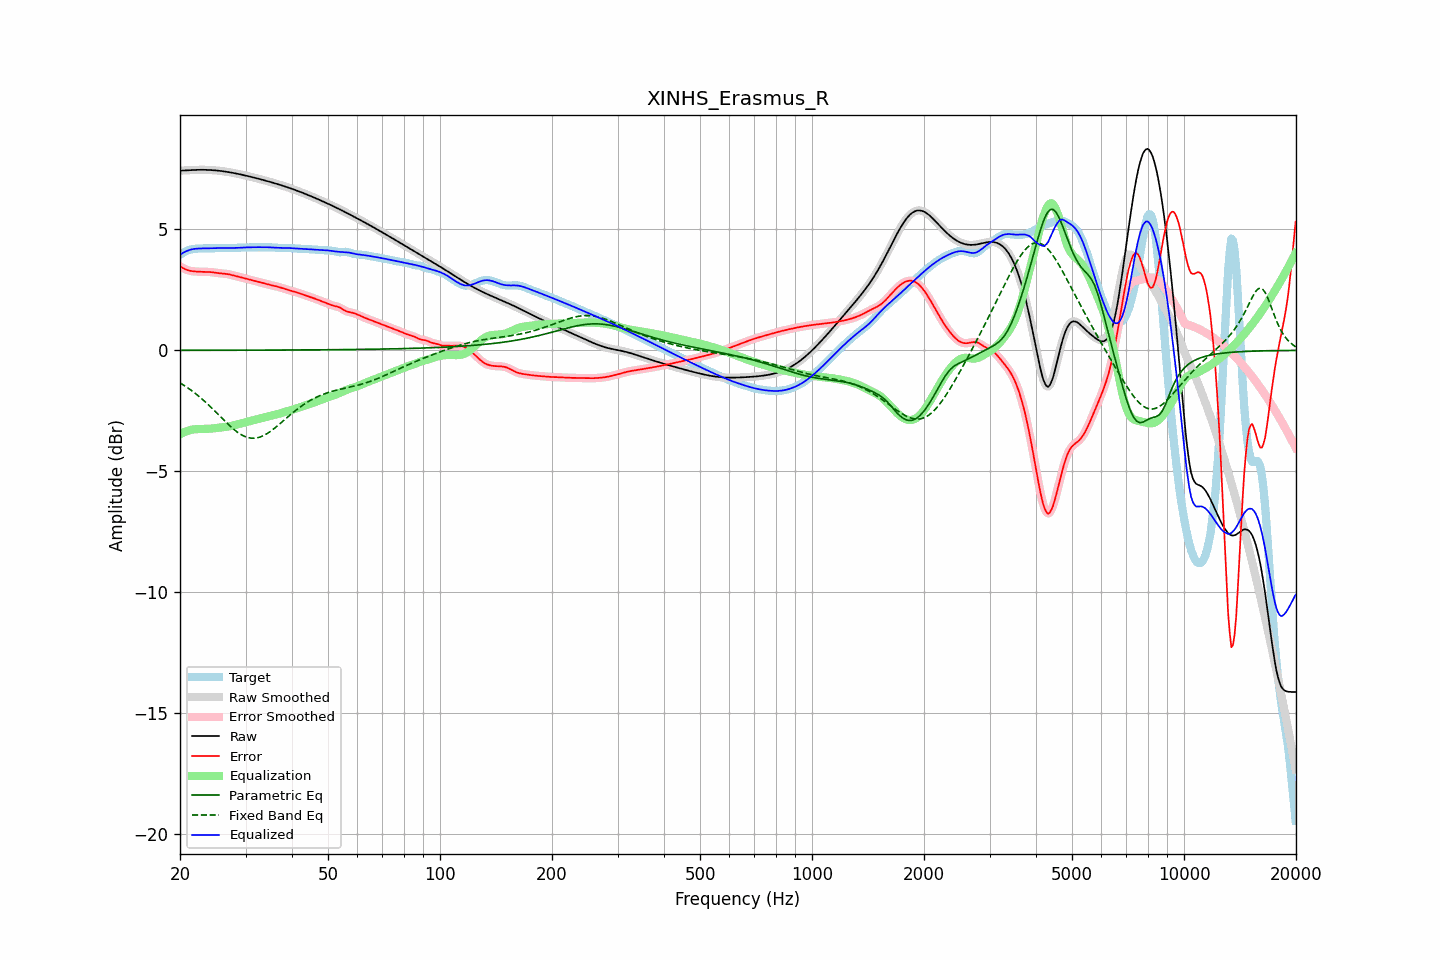 XINHS_Erasmus_R
Amplitude (dBr)
5
0
−5
−10
−15
−20
Target
Raw Smoothed
Error Smoothed
Raw
Error
Equalization
Parametric Eq
Fixed Band Eq
Equalized
20 50 100 200 500 1000 2000 5000 10000 20000
Frequency (Hz)